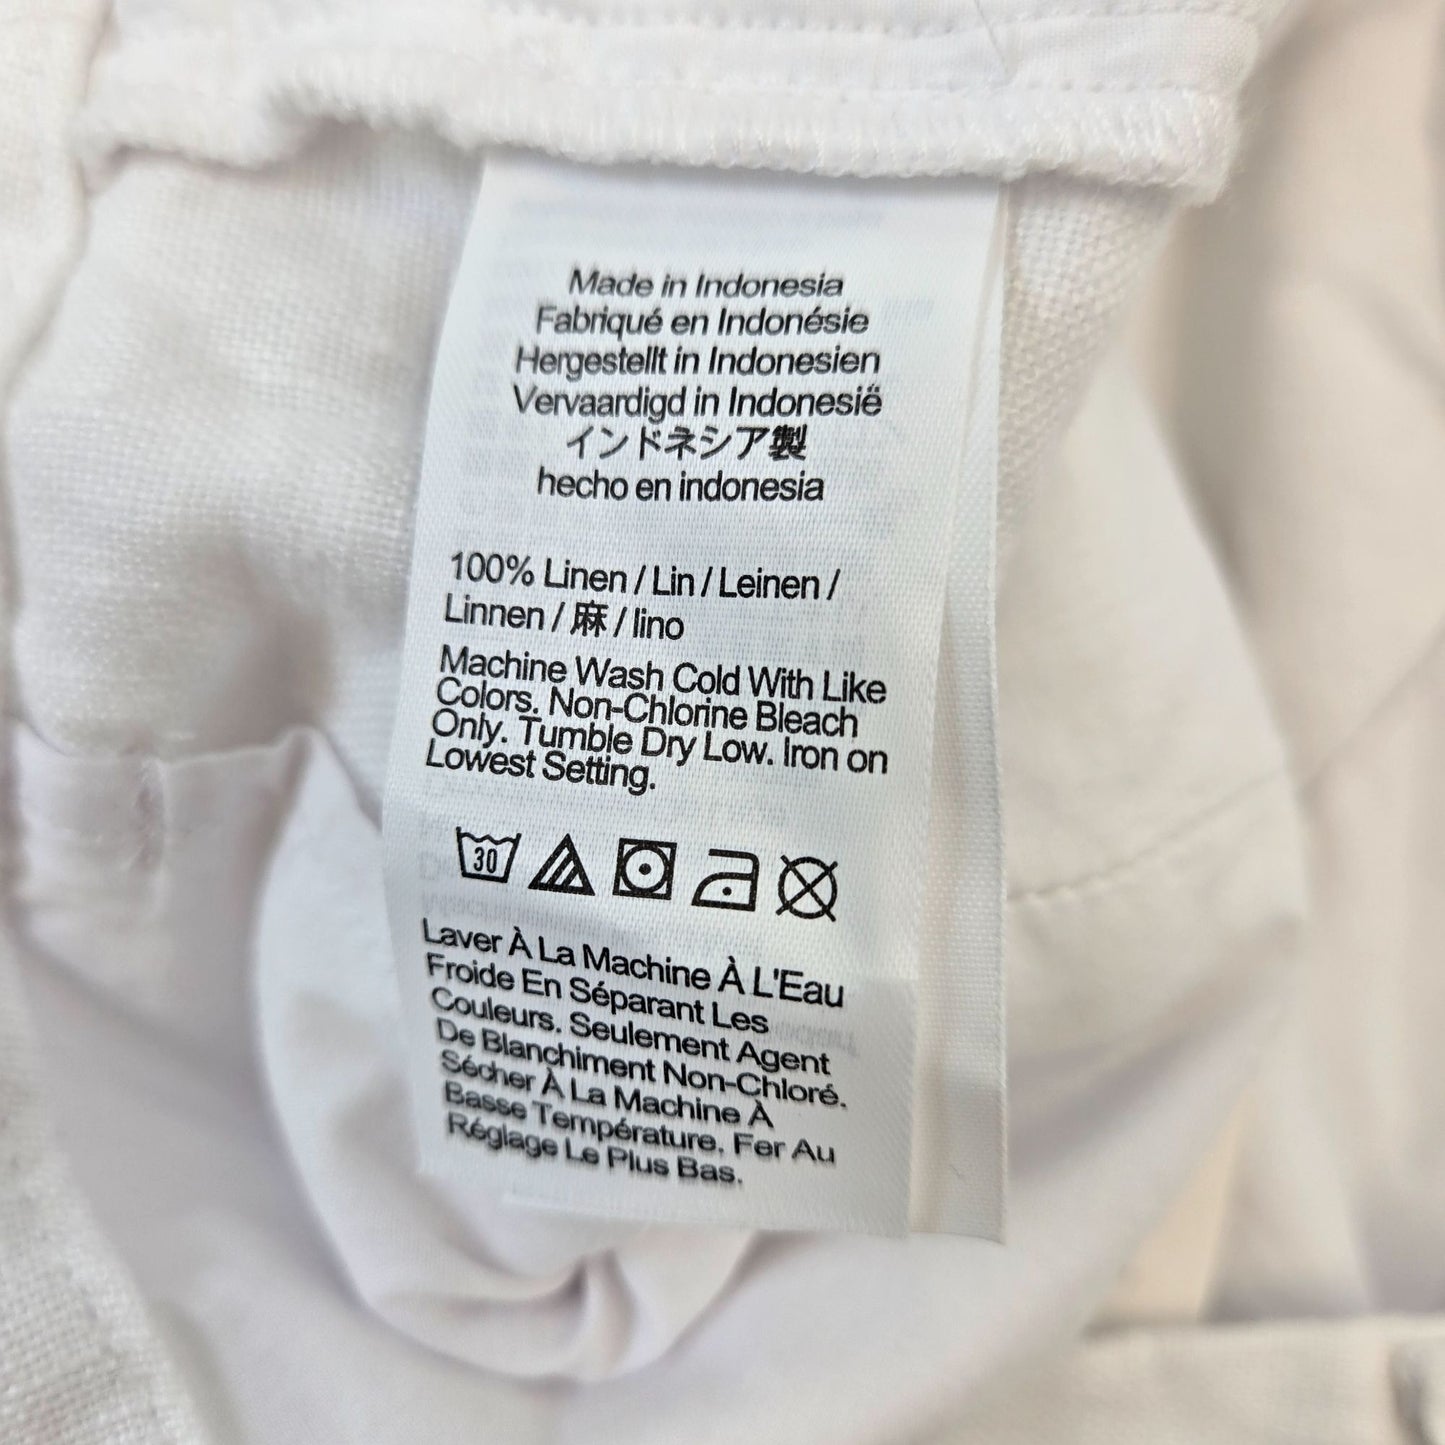 Made in Indonesia
Fabriqué en Indonésie
Hergestellt in Indonesien
Vervaardigd in Indonesië
インドネシア製
hecho en indonesia
100% Linen / Lin / Leinen /
Linnen / 麻 / lino
Machine Wash Cold With Like
Colors. Non-Chlorine Bleach
Only. Tumble Dry Low. Iron on
Lowest Setting.
30
Laver À La Machine À L'Eau
Froide En Séparant Les
Couleurs. Seulement Agent
De Blanchiment Non-Chloré.
Sécher À La Machine À
Basse Température. Fer Au
Réglage Le Plus Bas.